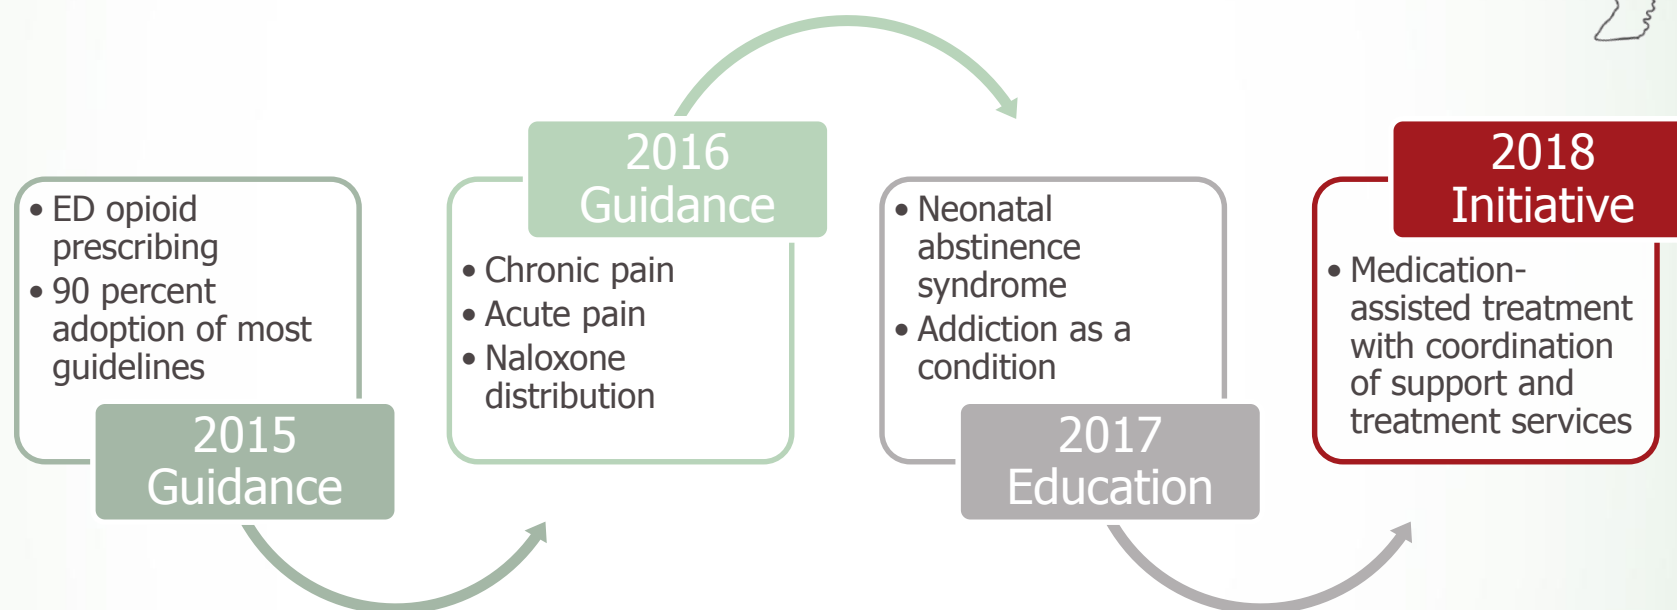 • ED opioid
prescribing
• 90 percent
adoption of most
guidelines
2015
Guidance
2016
Guidance
• Chronic pain
• Acute pain
• Naloxone
distribution
• Neonatal
abstinence
syndrome
• Addiction as a
condition
2017
Education
2018
Initiative
• Medication-
assisted treatment
with coordination
of support and
treatment services